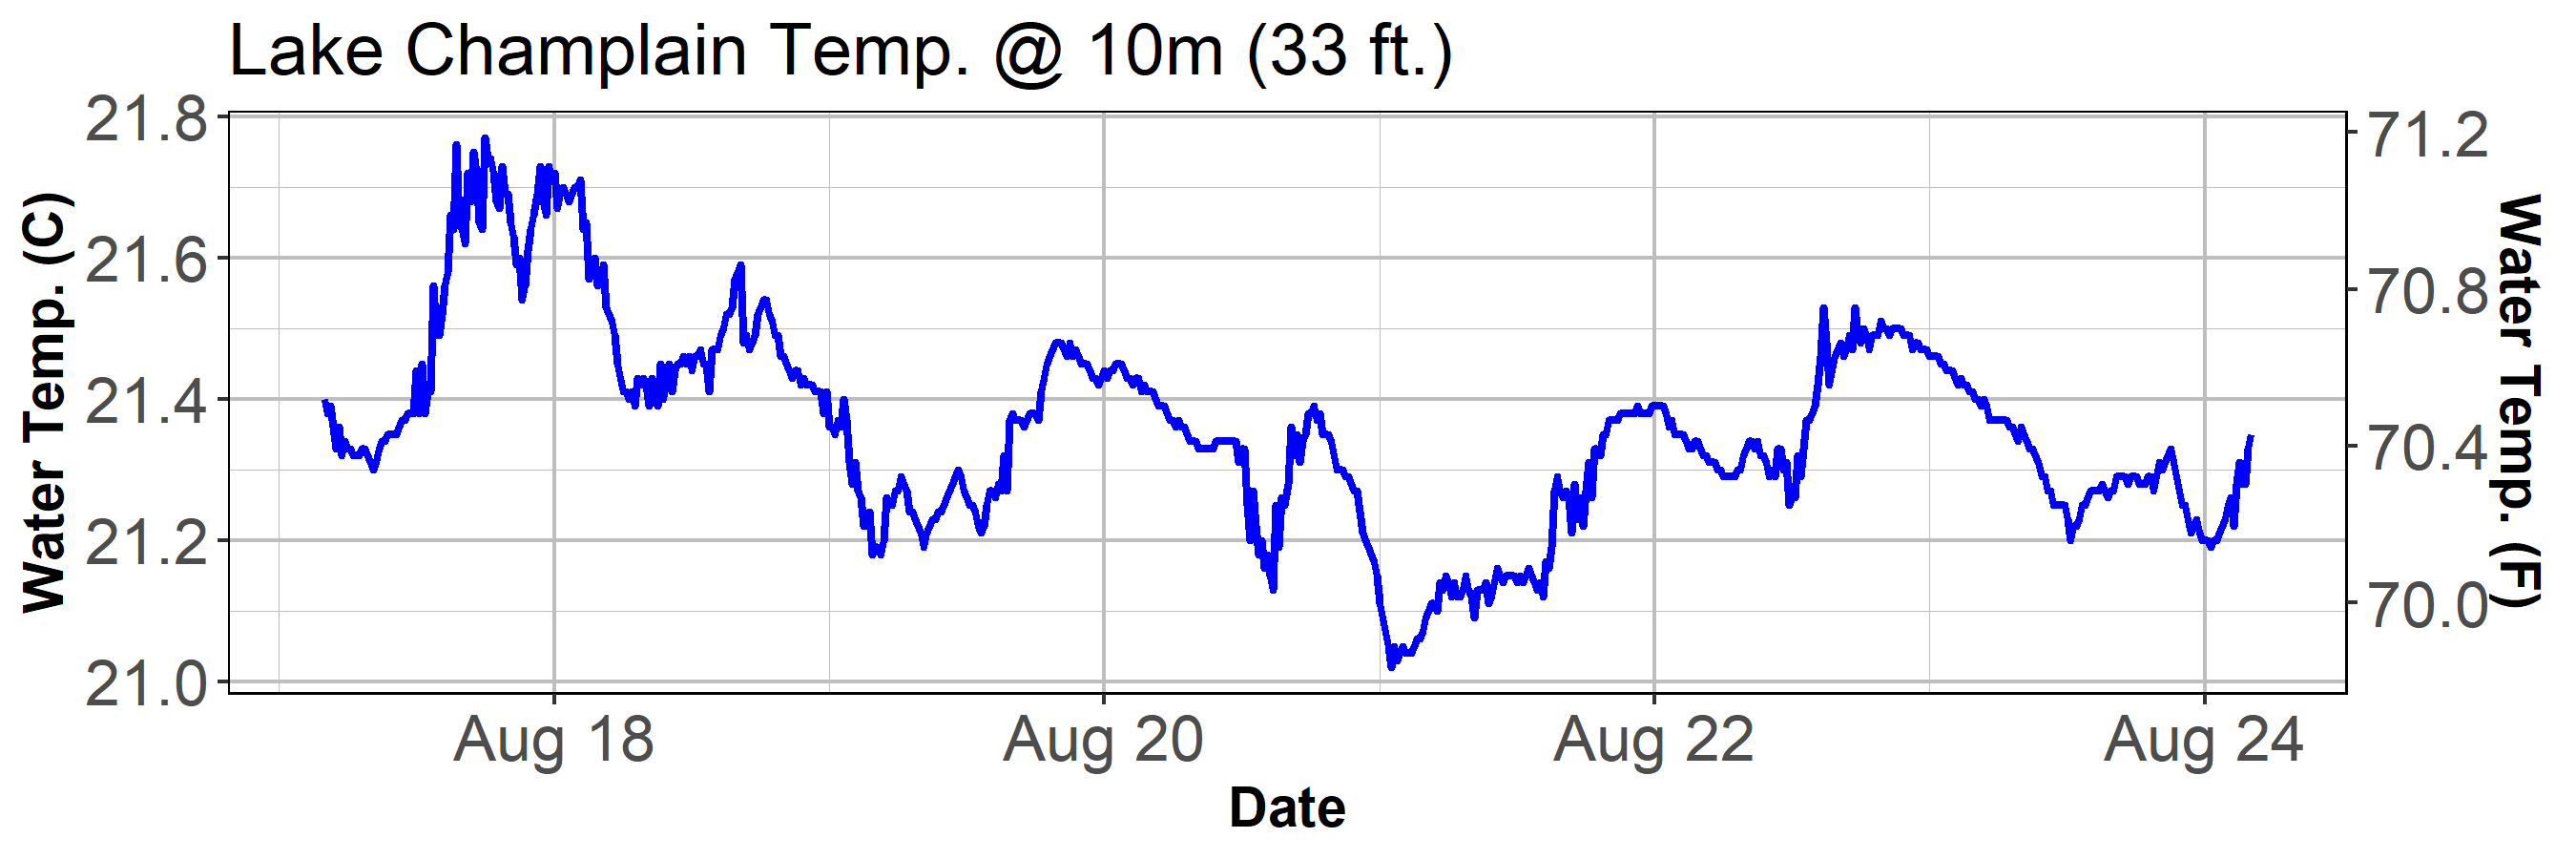 Lake Champlain Temp. @ 10m (33 ft.)
Water Temp. (C)
21.8
21.6
21.4
21.2
21.0
71.2
70.8
70.4
70.0
Water Temp. (F)
Aug 18
Aug 20
Aug 22
Aug 24
Date